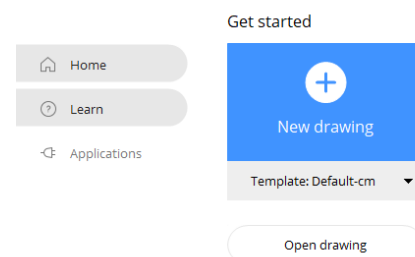 Get started
Home
Learn
Applications
New drawing
Template: Default-cm
Open drawing